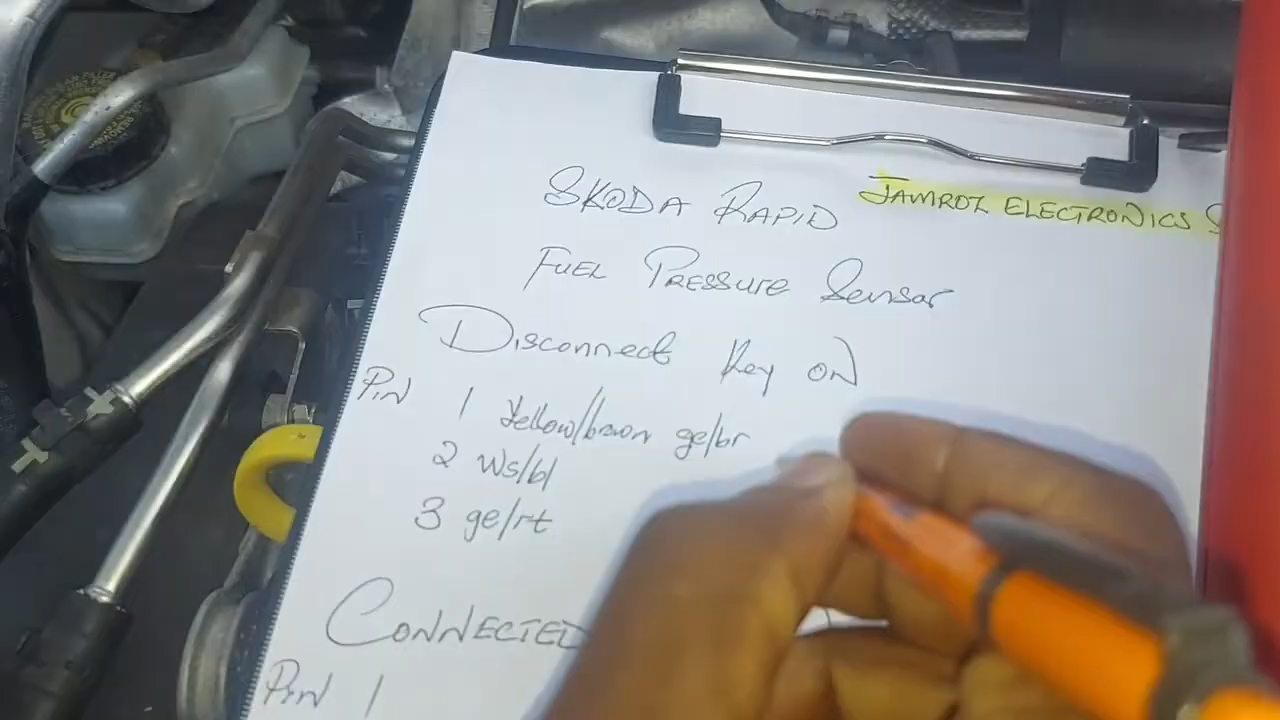 SKODA RAPID JAMROZ ELECTRONICS
FUEL PRESSURE Sensor
Disconnect Key ON
PIN 1 Yellow/brown ge/br
2 Ws/bl
3 ge/rt
CONNECTED
PIN 1